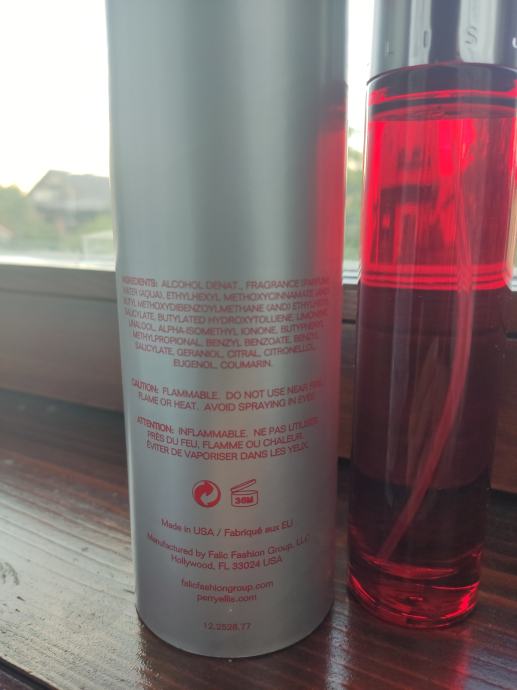 L I S
INGREDIENTS: ALCOHOL DENAT., FRAGRANCE (PARFUM),
WATER (AQUA), ETHYLHEXYL METHOXYCINNAMATE (AND)
BUTYL METHOXYDIBENZOYLMETHANE (AND) ETHYLHEXYL
SALICYLATE, BUTYLATED HYDROXYTOLUENE, LIMONENE,
LINALOOL, ALPHA-ISOMETHYL IONONE, BUTYPHENYL
METHYLPROPIONAL, BENZYL BENZOATE, BENZYL
SALICYLATE, GERANIOL, CITRAL, CITRONELLOL,
EUGENOL, COUMARIN.
CAUTION: FLAMMABLE. DO NOT USE NEAR FIRE,
FLAME OR HEAT. AVOID SPRAYING IN EYES.
ATTENTION: INFLAMMABLE. NE PAS UTILISER
PRÈS DU FEU, FLAMME OU CHALEUR.
ÉVITER DE VAPORISER DANS LES YEUX.
36M
Made in USA / Fabriqué aux EU
Manufactured by Falic Fashion Group, LLC
Hollywood, FL 33024 USA
falicfashiongroup.com
perryellis.com
12.2528.77